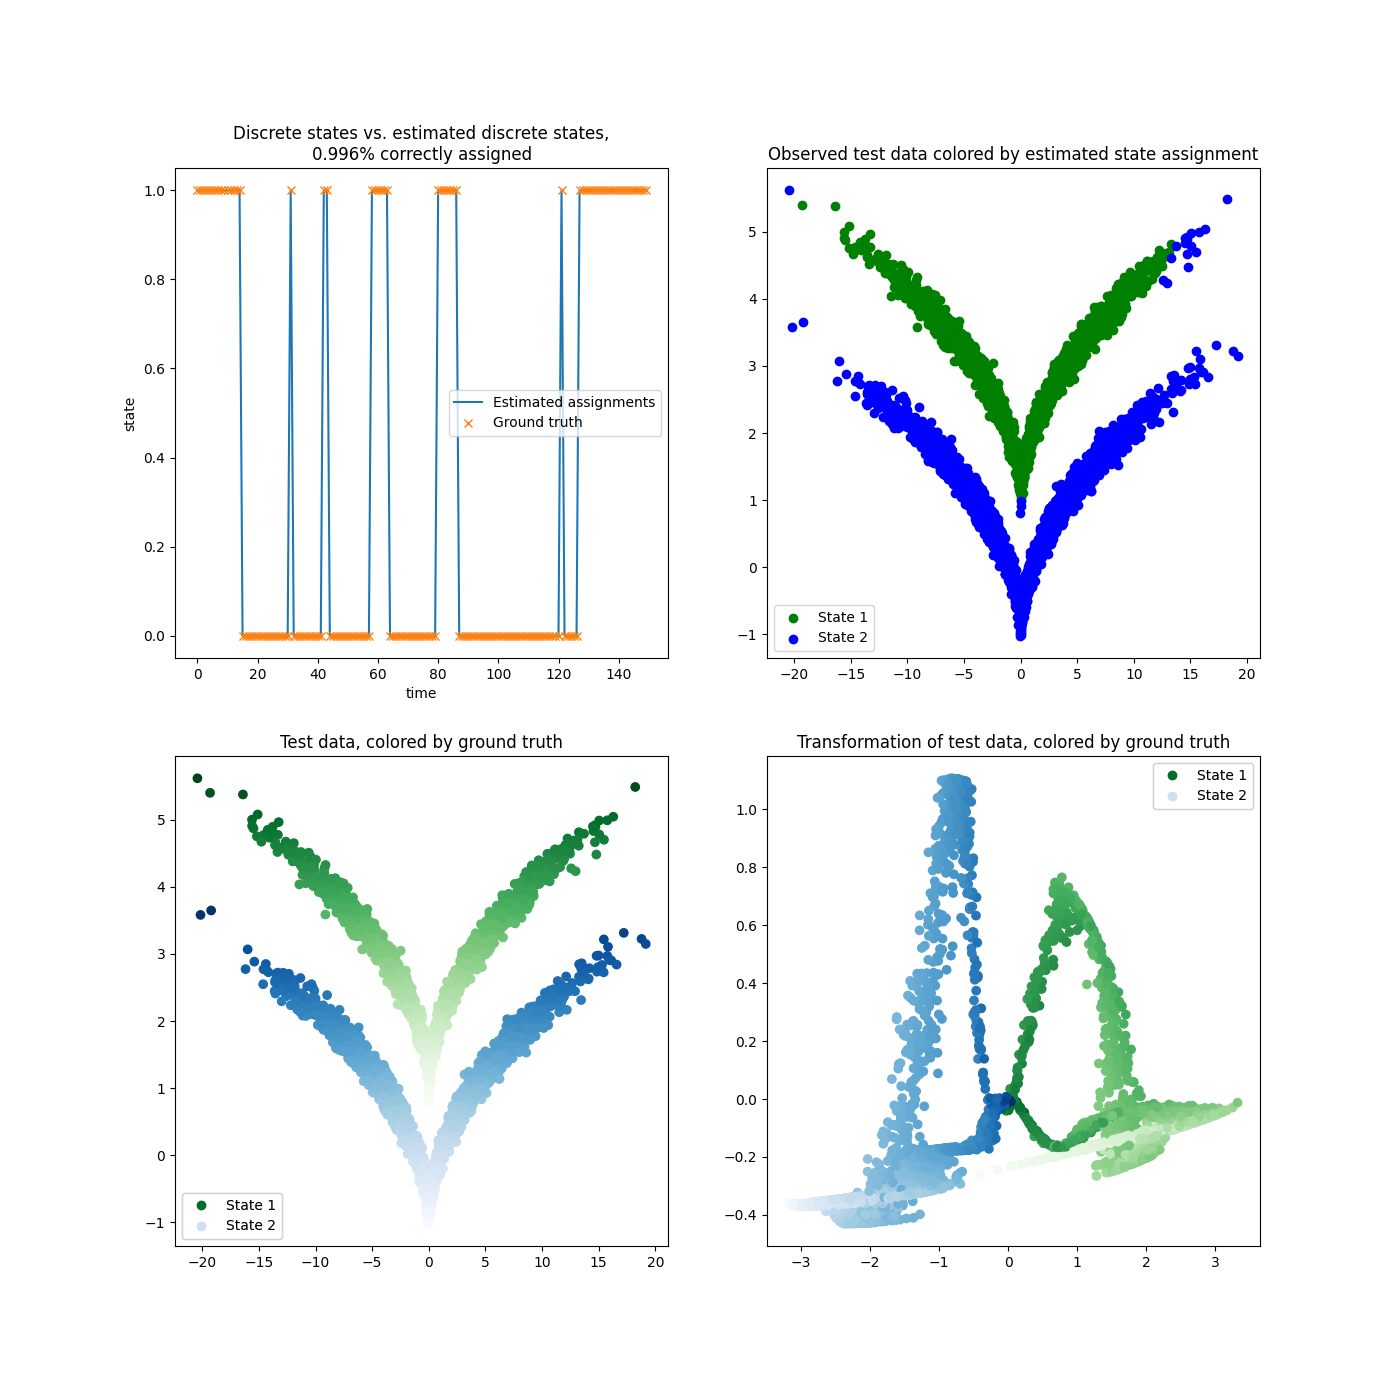 Discrete states vs. estimated discrete states,
0.996% correctly assigned
1.0
0.8
0.6
0.4
0.2
0.0
state
Estimated assignments
Ground truth
0 20 40 60 80 100 120 140
time
Observed test data colored by estimated state assignment
5
4
3
2
1
0
−1
State 1
State 2
−20 −15 −10 −5 0 5 10 15 20
Test data, colored by ground truth
5
4
3
2
1
0
−1
State 1
State 2
−20 −15 −10 −5 0 5 10 15 20
Transformation of test data, colored by ground truth
State 1
State 2
1.0
0.8
0.6
0.4
0.2
0.0
−0.2
−0.4
−3 −2 −1 0 1 2 3